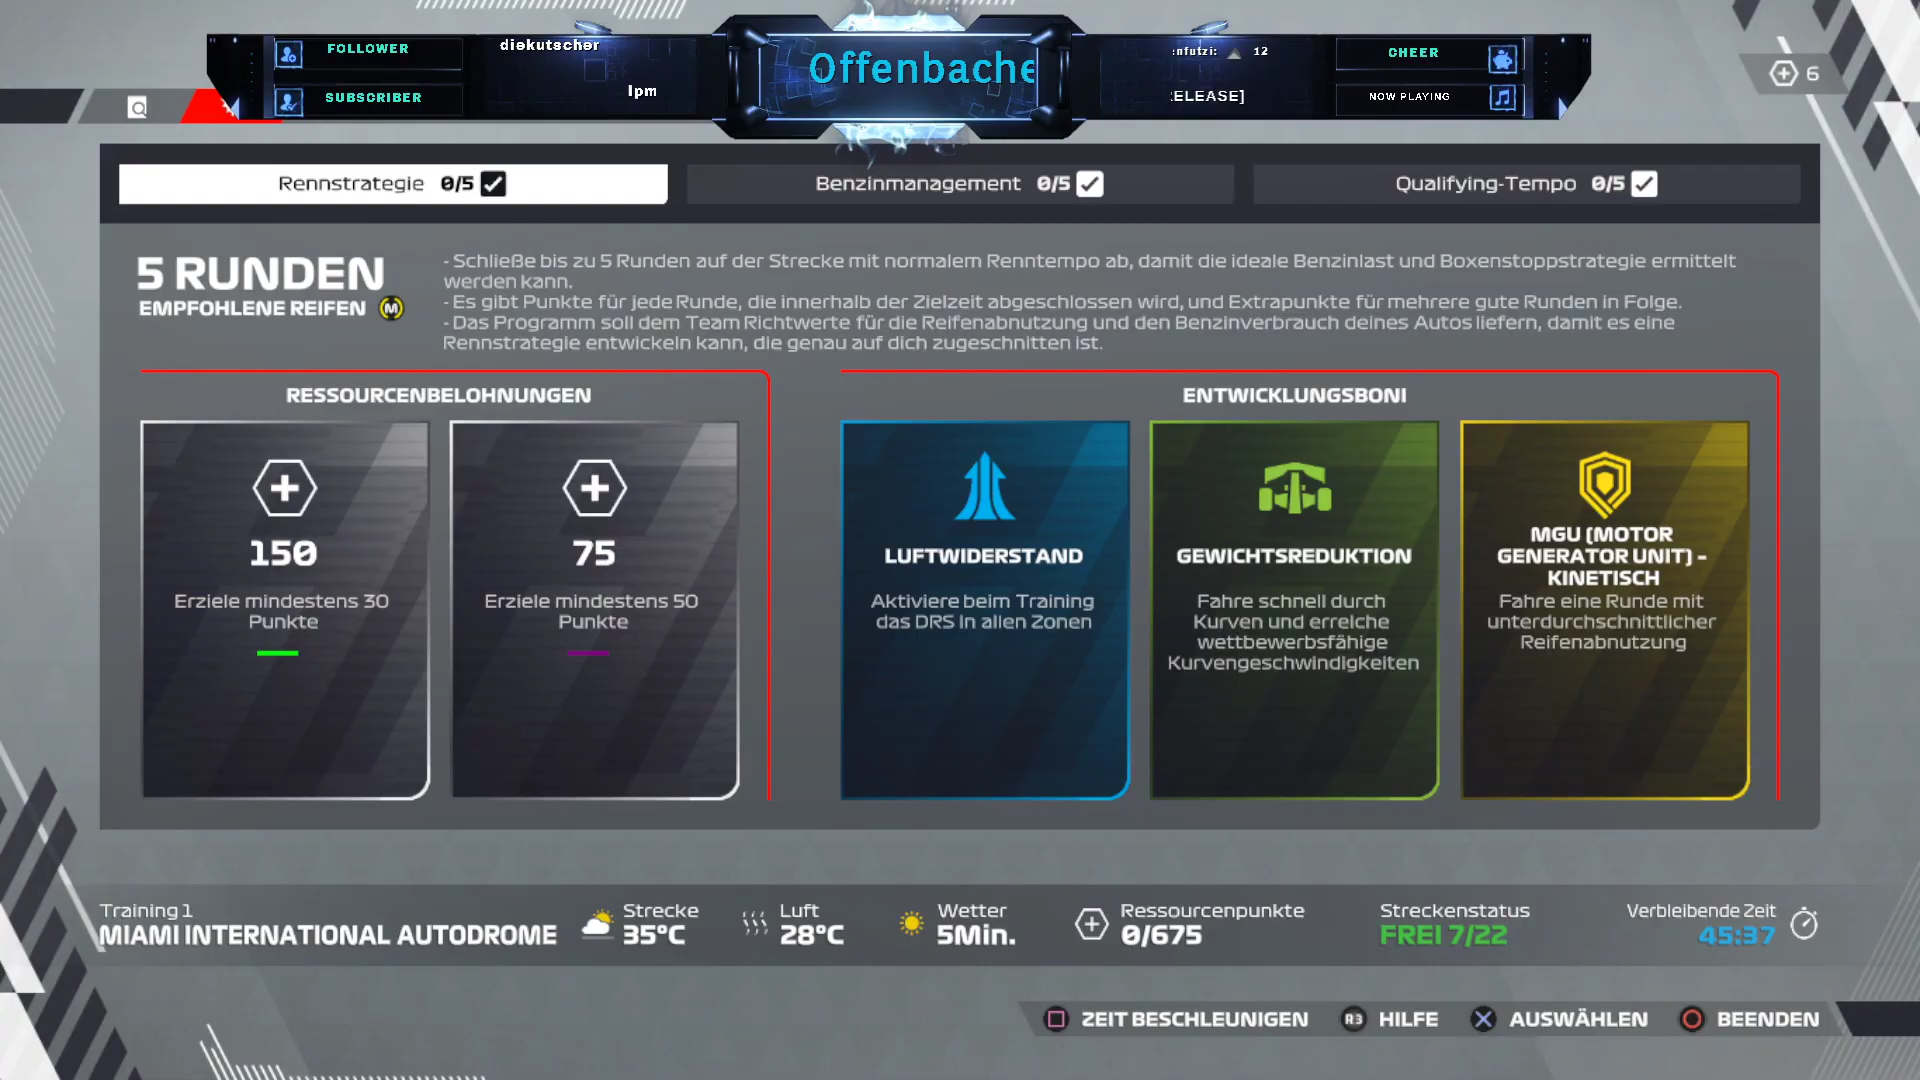 FOLLOWER
diekutscher
Offenbache
12
CHEER
6
SUBSCRIBER
lpm
ELEASE]
NOW PLAYING
Rennstrategie 0/5
Benzinmanagement 0/5
Qualifying-Tempo 0/5
5 RUNDEN
EMPFOHLENE REIFEN M
- Schließe bis zu 5 Runden auf der Strecke mit normalem Renntempo ab, damit die ideale Benzinlast und Boxenstoppstrategie ermittelt
werden kann.
- Es gibt Punkte für jede Runde, die innerhalb der Zielzeit abgeschlossen wird, und Extrapunkte für mehrere gute Runden in Folge.
- Das Programm soll dem Team Richtwerte für die Reifenabnutzung und den Benzinverbrauch deines Autos liefern, damit es eine
Rennstrategie entwickeln kann, die genau auf dich zugeschnitten ist.
RESSOURCENBELOHNUNGEN
150
Erziele mindestens 30
Punkte
75
Erziele mindestens 50
Punkte
ENTWICKLUNGSBONI
LUFTWIDERSTAND
Aktiviere beim Training
das DRS in allen Zonen
GEWICHTSREDUKTION
Fahre schnell durch
Kurven und erreiche
wettbewerbsfähige
Kurvengeschwindigkeiten
MGU (MOTOR
GENERATOR UNIT) -
KINETISCH
Fahre eine Runde mit
unterdurchschnittlicher
Reifenabnutzung
Training 1
MIAMI INTERNATIONAL AUTODROME
Strecke
35°C
Luft
28°C
Wetter
5Min.
Ressourcenpunkte
0/675
Streckenstatus
FREI 7/22
Verbleibende Zeit
45:37
ZEIT BESCHLEUNIGEN
R3 HILFE
AUSWÄHLEN
BEENDEN